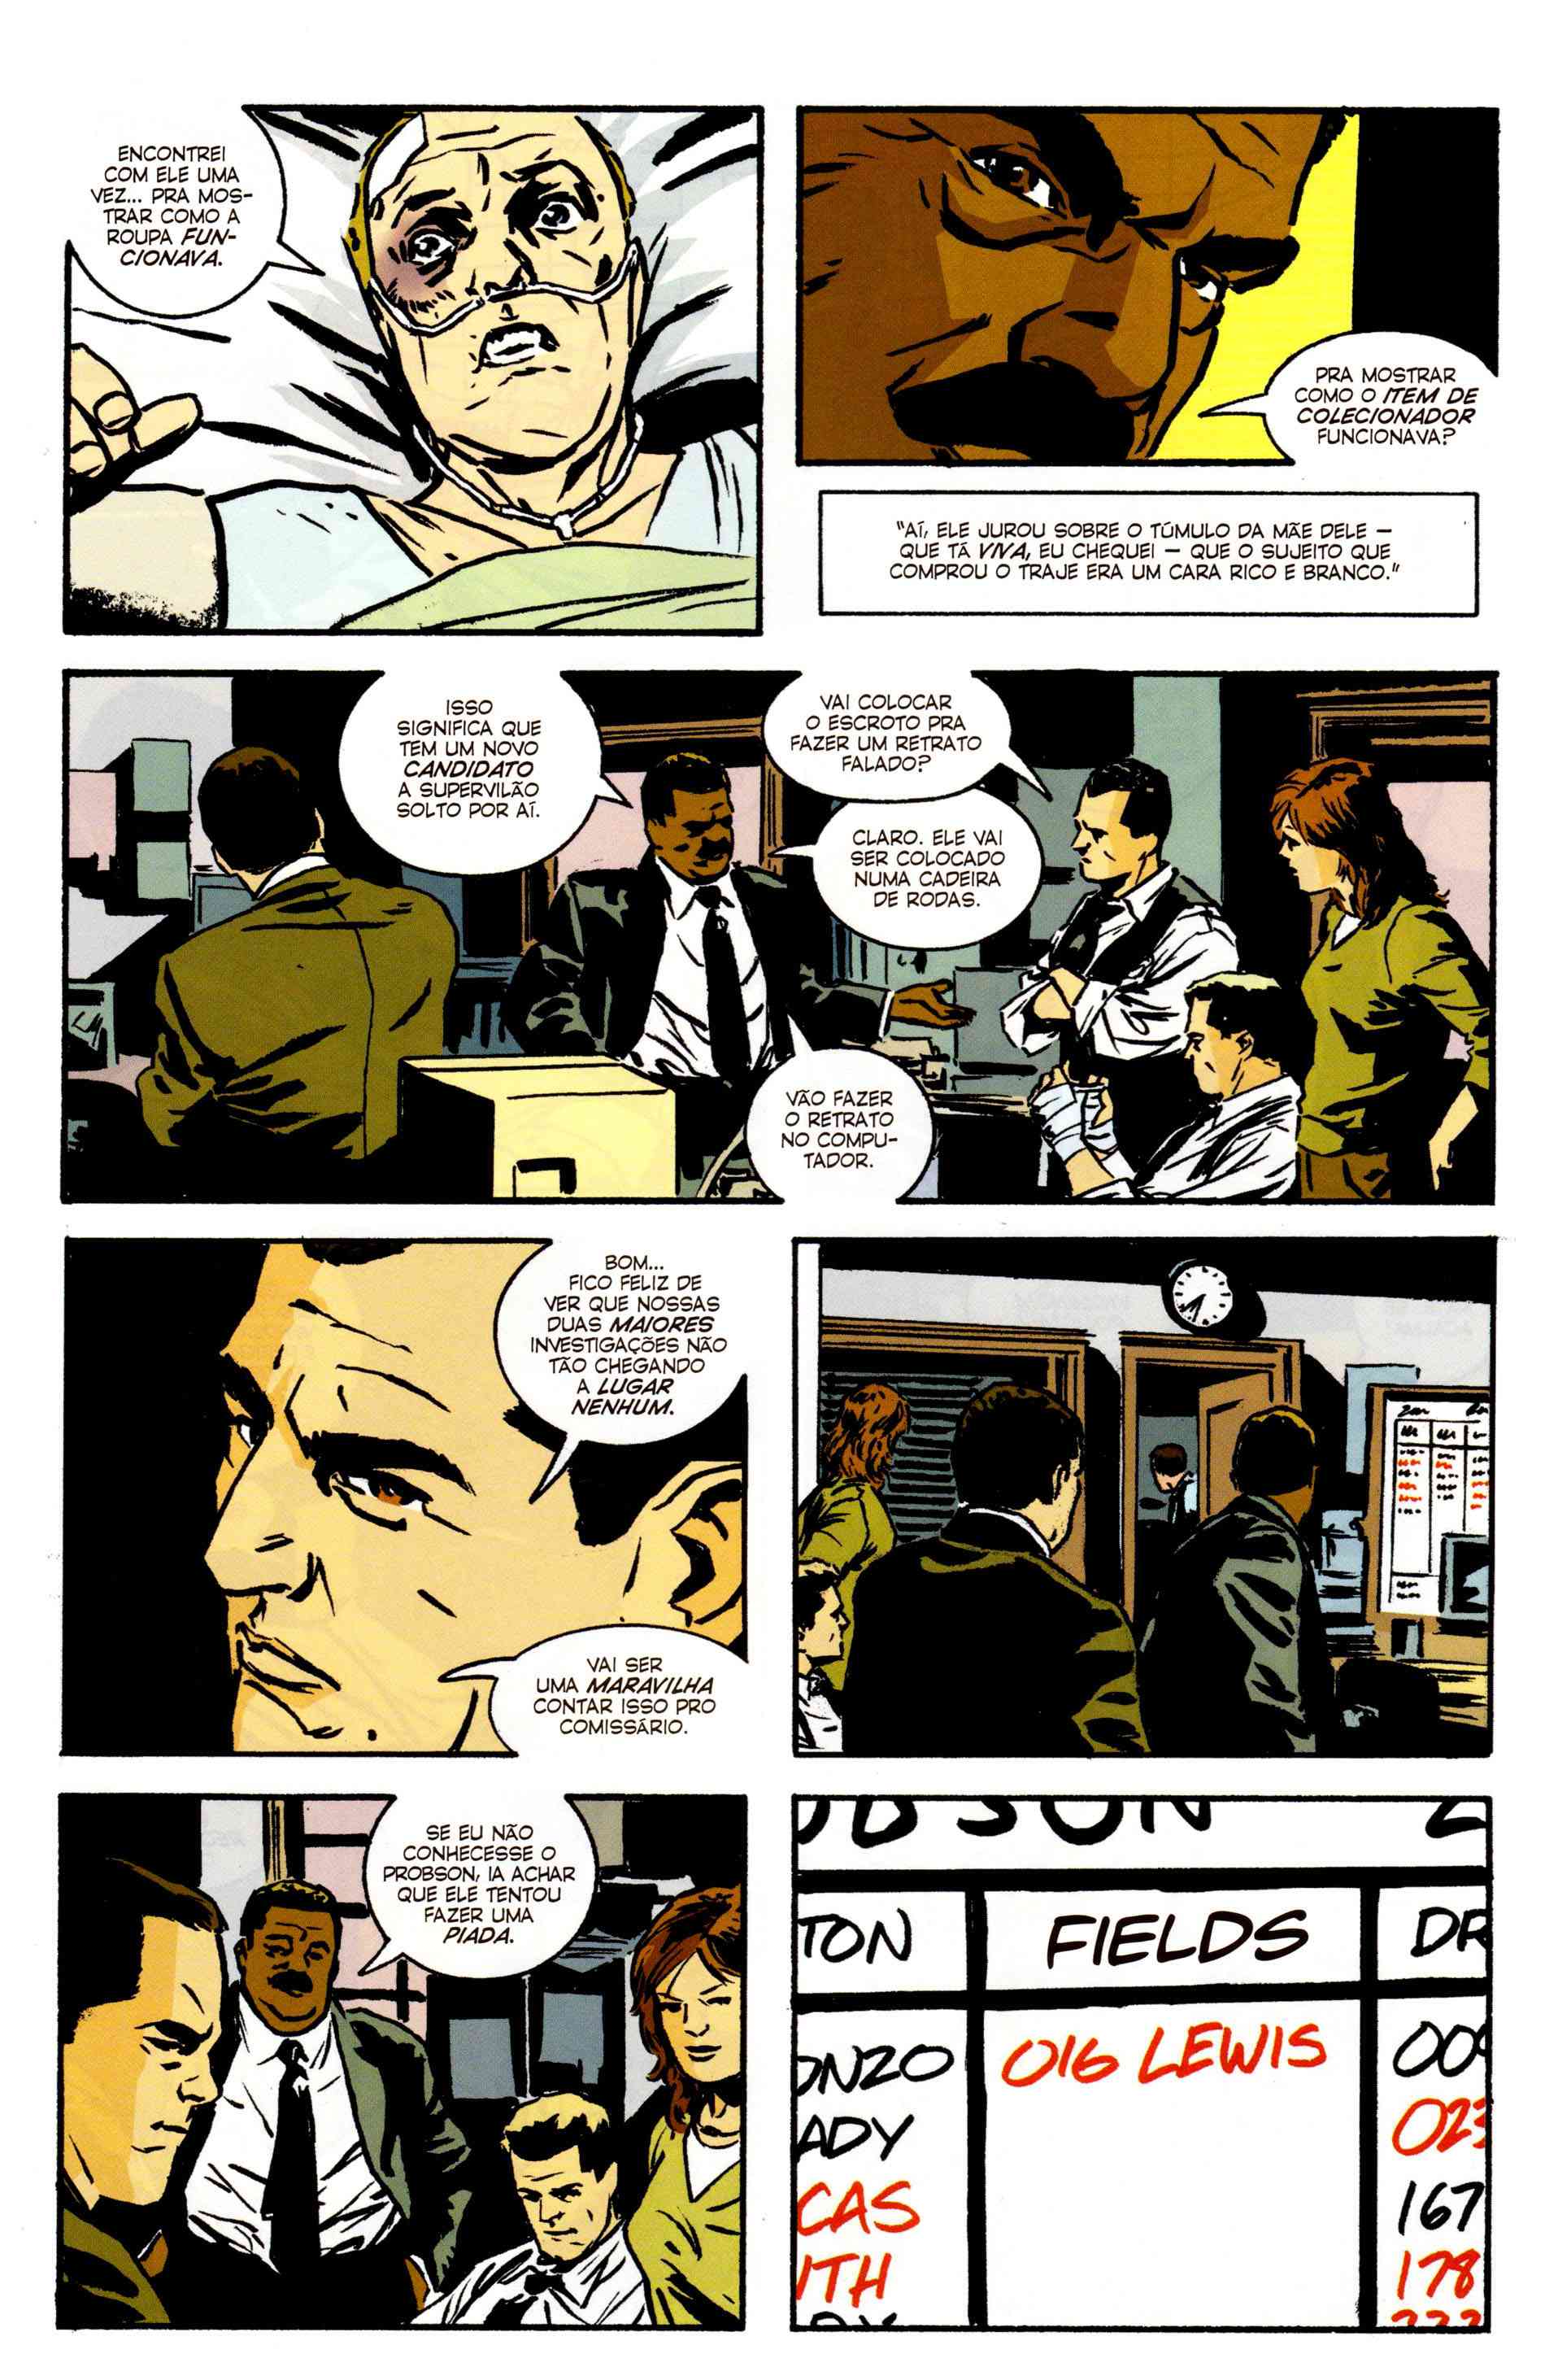 ENCONTREI
COM ELE UMA
VEZ... PRA MOS-
TRAR COMO A
ROUPA FUN-
CIONAVA.
PRA MOSTRAR
COMO O ITEM DE
COLECIONADOR
FUNCIONAVA?
"AÍ, ELE JUROU SOBRE O TÚMULO DA MÃE DELE –
QUE TÁ VIVA, EU CHEQUEI – QUE O SUJEITO QUE
COMPROU O TRAJE ERA UM CARA RICO E BRANCO."
ISSO
SIGNIFICA QUE
TEM UM NOVO
CANDIDATO
A SUPERVILÃO
SOLTO POR AÍ.
VAI COLOCAR
O ESCROTO PRA
FAZER UM RETRATO
FALADO?
CLARO. ELE VAI
SER COLOCADO
NUMA CADEIRA
DE RODAS.
VÃO FAZER
O RETRATO
NO COMPU-
TADOR.
BOM...
FICO FELIZ DE
VER QUE NOSSAS
DUAS MAIORES
INVESTIGAÇÕES NÃO
TÃO CHEGANDO
A LUGAR
NENHUM.
VAI SER
UMA MARAVILHA
CONTAR ISSO PRO
COMISSÁRIO.
SE EU NÃO
CONHECESSE O
PROBSON, IA ACHAR
QUE ELE TENTOU
FAZER UMA
PIADA.
OBSON
TON FIELDS DR
ONZO 016 LEWIS 009
ADY 023
CAS 167
ITH 178